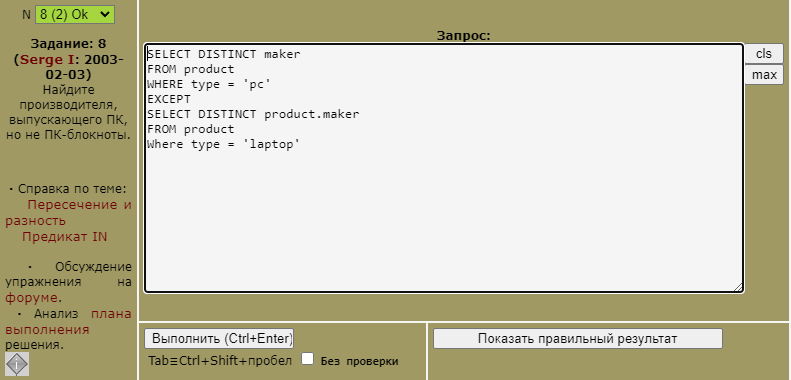 N 8 (2) Ok
Задание: 8
(Serge I: 2003-
02-03)
Найдите
производителя,
выпускающего ПК,
но не ПК-блокноты.
· Справка по теме:
Пересечение и
разность
Предикат IN
· Обсуждение
упражнения на
форуме.
· Анализ плана
выполнения
решения.
Запрос:
SELECT DISTINCT maker
FROM product
WHERE type = 'pc'
EXCEPT
SELECT DISTINCT product.maker
FROM product
Where type = 'laptop'
cls
max
Выполнить (Ctrl+Enter)
Tab≡Ctrl+Shift+пробел Без проверки
Показать правильный результат